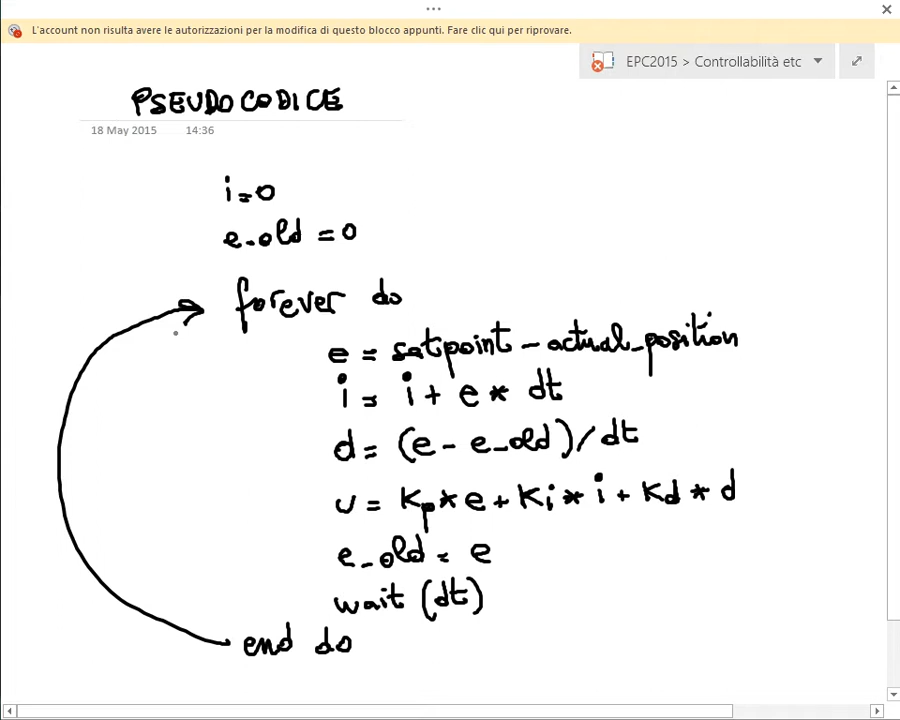 L'account non risulta avere le autorizzazioni per la modifica di questo blocco appunti. Fare clic qui per riprovare.
EPC2015 > Controllabilità etc
PSEUDOCODICE
18 May 2015 14:36
i=0
e_old = 0
forever do
e = setpoint - actual_position
i = i + e * dt
d = (e - e_old)/dt
u = Kp * e + Ki * i + Kd * d
e_old = e
wait (dt)
end do